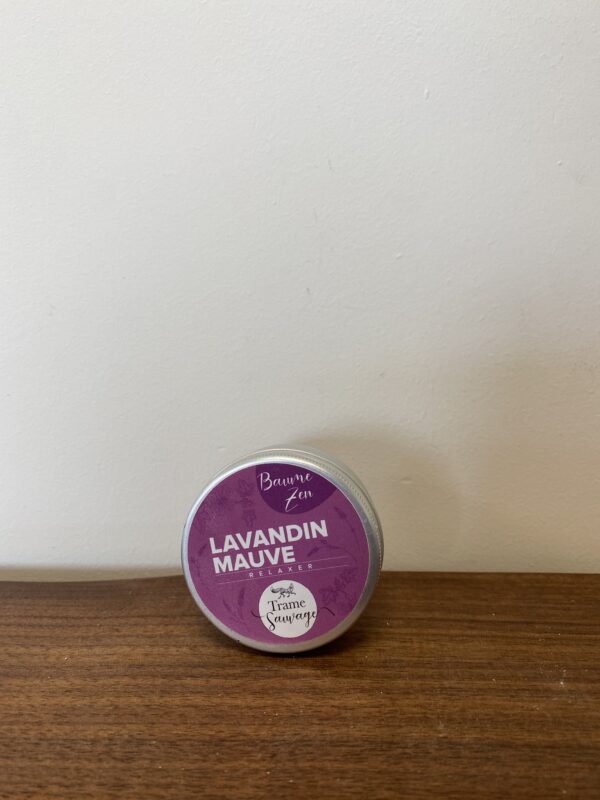 Baume
Zen
LAVANDIN
MAUVE
RELAXER
Trame
Sauvage